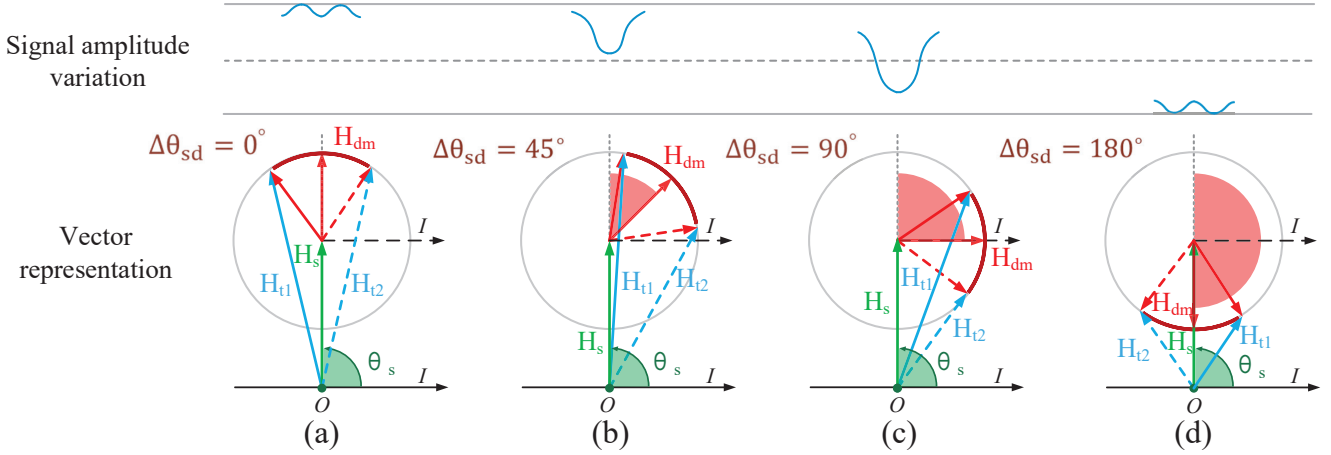 Signal amplitude
variation
Δθsd = 0°
Hdm
Δθsd = 45°
Hdm
Δθsd = 90°
Δθsd = 180°
I
I
I
I
Vector
representation
Hs
Ht1
Ht2
Ht1
Ht2
Ht1
Hdm
Hdm
Hs
Hs
Ht2
Ht2
Hs
Ht1
θs
I
θs
I
θs
I
θs
I
O
O
O
O
(a)
(b)
(c)
(d)